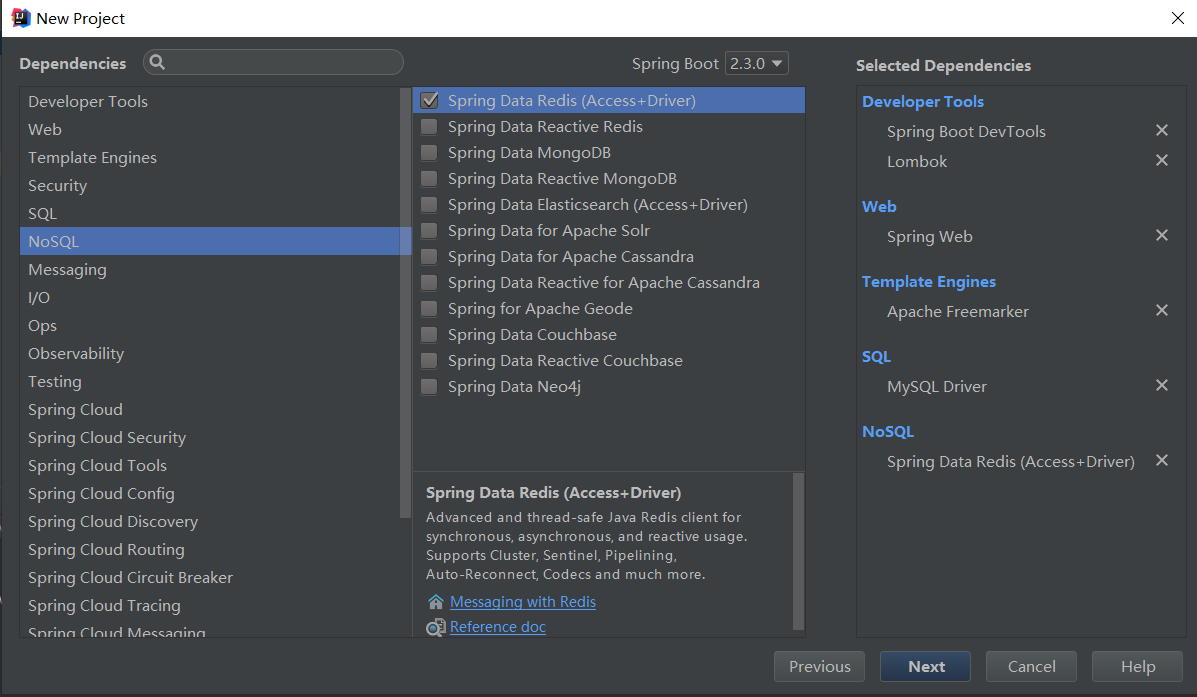 New Project
Dependencies
Spring Boot 2.3.0
Developer Tools
Web
Template Engines
Security
SQL
NoSQL
Messaging
I/O
Ops
Observability
Testing
Spring Cloud
Spring Cloud Security
Spring Cloud Tools
Spring Cloud Config
Spring Cloud Discovery
Spring Cloud Routing
Spring Cloud Circuit Breaker
Spring Cloud Tracing
Spring Cloud Messaging
Spring Data Redis (Access+Driver)
Spring Data Reactive Redis
Spring Data MongoDB
Spring Data Reactive MongoDB
Spring Data Elasticsearch (Access+Driver)
Spring Data for Apache Solr
Spring Data for Apache Cassandra
Spring Data Reactive for Apache Cassandra
Spring for Apache Geode
Spring Data Couchbase
Spring Data Reactive Couchbase
Spring Data Neo4j
Spring Data Redis (Access+Driver)
Advanced and thread-safe Java Redis client for
synchronous, asynchronous, and reactive usage.
Supports Cluster, Sentinel, Pipelining,
Auto-Reconnect, Codecs and much more.
Messaging with Redis
Reference doc
Selected Dependencies
Developer Tools
Spring Boot DevTools
Lombok
Web
Spring Web
Template Engines
Apache Freemarker
SQL
MySQL Driver
NoSQL
Spring Data Redis (Access+Driver)
Previous
Next
Cancel
Help